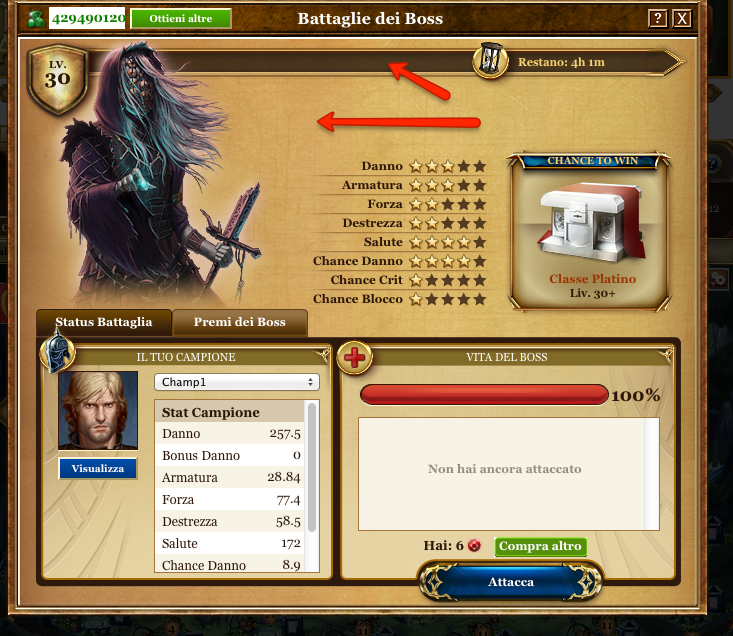 429490120
Ottieni altre
Battaglie dei Boss
?
X
LV.
30
Restano: 4h 1m
Danno
Armatura
Forza
Destrezza
Salute
Chance Danno
Chance Crit
Chance Blocco
CHANCE TO WIN
Classe Platino
Liv. 30+
Status Battaglia
Premi dei Boss
IL TUO CAMPIONE
Champ1
Visualizza
Stat Campione
Danno 257.5
Bonus Danno 0
Armatura 28.84
Forza 77.4
Destrezza 58.5
Salute 172
Chance Danno 8.9
VITA DEL BOSS
100%
Non hai ancora attaccato
Hai: 6
Compra altro
Attacca